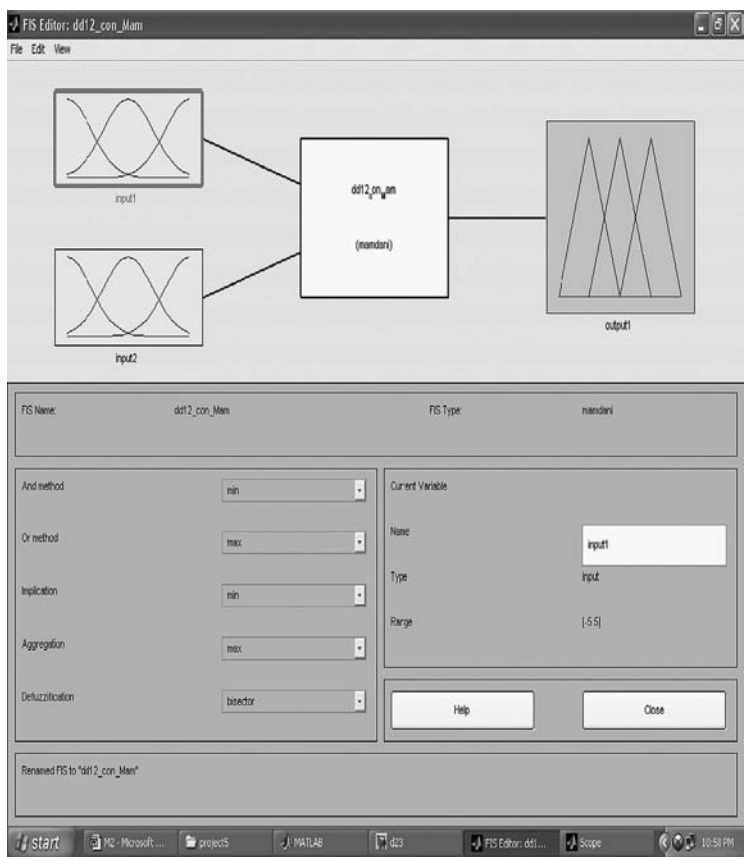 FIS Editor: dd12_con_Mam
File Edit View
input1
dd12con Mam
(mamdani)
input2
output1
FIS Name: dd12_con_Mam FIS Type: mamdani
And method min
Or method max
Implication min
Aggregation max
Defuzzification bisector
Current Variable
Name input1
Type input
Range [-5 5]
Help Close
Renamed FIS to "dd12_con_Mam"
start M2 - Microsoft ... project5 MATLAB d23 FIS Editor: dd1... Scope 10:58 PM